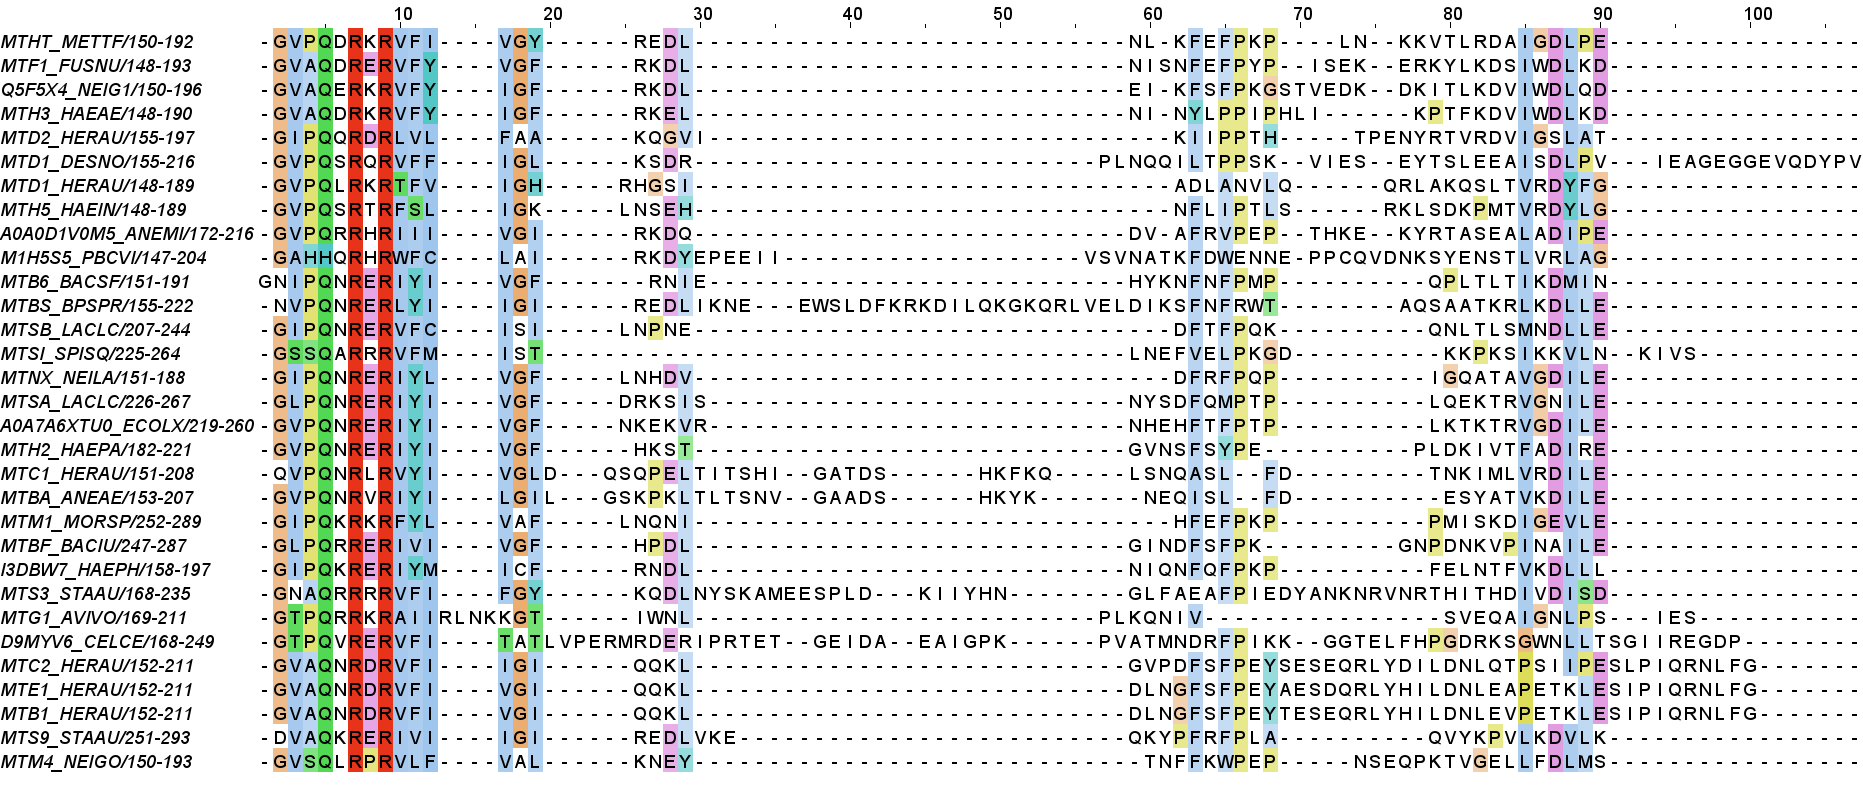 10 20 30 40 50 60 70 80 90 100
MTHT_METTF/150-192 -GVPQDRKRVFI----VGY------REDL-----------------------------NL-KFEFPKP----LN--KKVTLRDAIGDLPE-----------------
MTF1_FUSNU/148-193 -GVAQDRERVFY----VGF------RKDL-----------------------------NISNFEFPYP--ISEK--ERKYLKDSIWDLKD-----------------
Q5F5X4_NEIG1/150-196 -GVAQERKRVFY----IGF------RKDL-----------------------------EI-KFSFPKGSTVEDK--DKITLKDVIWDLQD-----------------
MTH3_HAEAE/148-190 -GVAQDRKRVFY----IGF------RKEL-----------------------------NI-NYLPPIPHLI-------PTFKDVIWDLKD-----------------
MTD2_HERAU/155-197 -GIPQQRDRLVL----FAA------KQGVI-------------------------------KIIPPTH-----TPENYRTVRDVIGSLAT-----------------
MTD1_DESNO/155-216 -GVPQSRQRVFF----IGL------KSDR---------------------------PLNQQILTPPSK--VIES--EYTSLEEAISDLPV---IEAGEGGEVQDYPV
MTD1_HERAU/148-189 -GVPQLRKRTFV----IGH-----RHGSI--------------------------------ADLANVLQ------QRLAKQSLTVRDYFG-----------------
MTH5_HAEIN/148-189 -GVPQSRTRFSL----IGK-----LNSEH--------------------------------NFLIPTLS------RKLSDKPMTVRDYLG-----------------
A0A0D1V0M5_ANEMI/172-216 -GVPQRRHRIII----VGI------RKDQ-----------------------------DV-AFRVPEP--THKE--KYRTASEALADIPE-----------------
M1H5S5_PBCVI/147-204 -GAHHQRHRWFC----LAI------RKDYEPEEII--------------------VSVNATKFDWENNE-PPCQVDNKSYENSTLVRLAG-----------------
MTB6_BACSF/151-191 GNIPQNRERIYI----VGF-------RNIE----------------------------HYKNFNFPMP----------QPLTLTIKDMIN-----------------
MTBS_BPSPR/155-222 -NVPQNRERLYI----IGI------REDLIKNE---EWSLDFKRKDILQKGKQRLVELDIKSFNFRWT--------AQSAATKRLKDLLE-----------------
MTSB_LACLC/207-244 -GIPQNRERVFC----ISI-----LNPNE--------------------------------DFTFPQK----------QNLTLSMNDLLE-----------------
MTSI_SPISQ/225-264 -GSSQARRRVFM----IST---------------------------------------LNEFVELPKGD----------KKPKSIKKVLN--KIVS-----------
MTNX_NEILA/151-188 -GIPQNRERIYL----VGF-----LNHDV--------------------------------DFRFPQP----------IGQATAVGDILE-----------------
MTSA_LACLC/226-267 -GLPQNRERIYI----VGF-----DRKSIS----------------------------NYSDFQMPTP----------LQEKTRVGNILE-----------------
A0A7A6XTU0_ECOLX/219-260 -GVPQNRERIYI----VGF-----NKEKVR----------------------------NHEHFTFPTP----------LKTKTRVGDILE-----------------
MTH2_HAEPA/182-221 -GVPQNRERIYI----VGF------HKST-----------------------------GVNSFSYPE----------PLDKIVTFADIRE-----------------
MTC1_HERAU/151-208 -QVPQNRLRVYI----VGLD---QSQPELTITSHI--GATDS------HKFKQ-----LSNQASL--FD---------TNKIMLVRDILE-----------------
MTBA_ANEAE/153-207 -GVPQNRVRIYI----LGIL---GSKPKLTLTSNV--GAADS------HKYK-------NEQISL--FD----------ESYATVKDILE-----------------
MTM1_MORSP/252-289 -GIPQKRKRFYL----VAF-----LNQNI--------------------------------HFEFPKP----------PMISKDIGEVLE-----------------
MTBF_BACIU/247-287 -GLPQRRERIVI----VGF------HPDL-----------------------------GINDFSFPK---------GNPDNKVPINAILE-----------------
I3DBW7_HAEPH/158-197 -GIPQKRERIYM----ICF------RNDL-----------------------------NIQNFQFPKP----------FELNTFVKDLLL-----------------
MTS3_STAAU/168-235 -GNAQRRRRVFI----FGY------KQDLNYSKAMEESPLD---KIIYHN--------GLFAEAFPIEDYANKNRVNRTHITHDIVDISD-----------------
MTG1_AVIVO/169-211 -GTPQRRKRAIIRLNKKGT------IWNL---------------------------PLKQNIV----------------SVEQAIGNLPS---IES-----------
D9MYV6_CELCE/168-249 -GTPQVRERVFI----TATLVPERMRDERIPRTET--GEIDA--EAIGPK------PVATMNDRFPIKK--GGTELFHPGDRKSGWNLLTSGIIREGDP--------
MTC2_HERAU/152-211 -GVAQNRDRVFI----IGI------QQKL-----------------------------GVPDFSFPEYSESEQRLYDILDNLQTPSIIPESLPIQRNLFG-------
MTE1_HERAU/152-211 -GVAQNRDRVFI----VGI------QQKL-----------------------------DLNGFSFPEYAESDQRLYHILDNLEAPETKLESIPIQRNLFG-------
MTB1_HERAU/152-211 -GVAQNRDRVFI----VGI------QQKL-----------------------------DLNGFSFPEYTESEQRLYHILDNLEVPETKLESIPIQRNLFG-------
MTS9_STAAU/251-293 -DVAQKRERIVI----IGI------REDLVKE--------------------------QKYPFRFPLA----------QVYKPVLKDVLK-----------------
MTM4_NEIGO/150-193 -GVSQLRPRVLF----VAL------KNEY------------------------------TNFFKWPEP-----NSEQPKTVGELLFDLMS-----------------